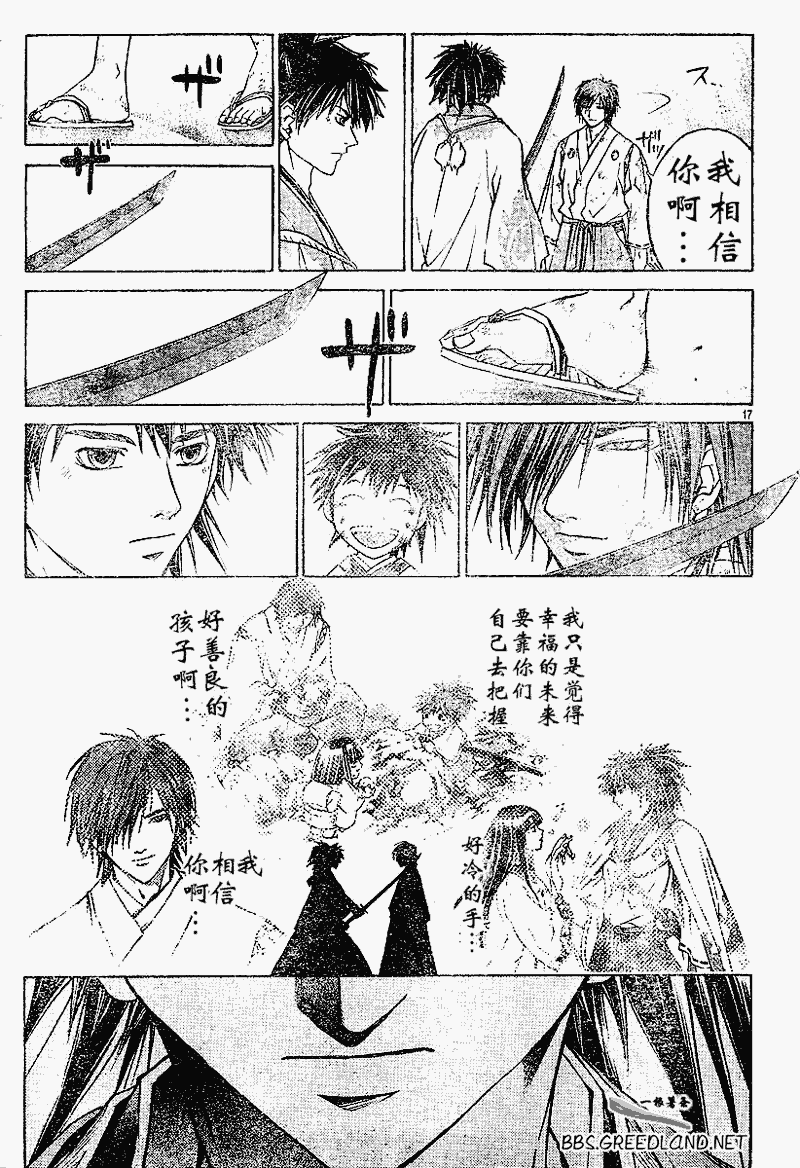 ス
ザッ
我相信
你啊…
ザッ
ザッ
ザッ
17
我只是觉得
幸福的未来
要靠你们
自己去把握
好善良的
孩子啊…
我相信
你啊…
好冷的手…
BBS.GREEDLAND.NET